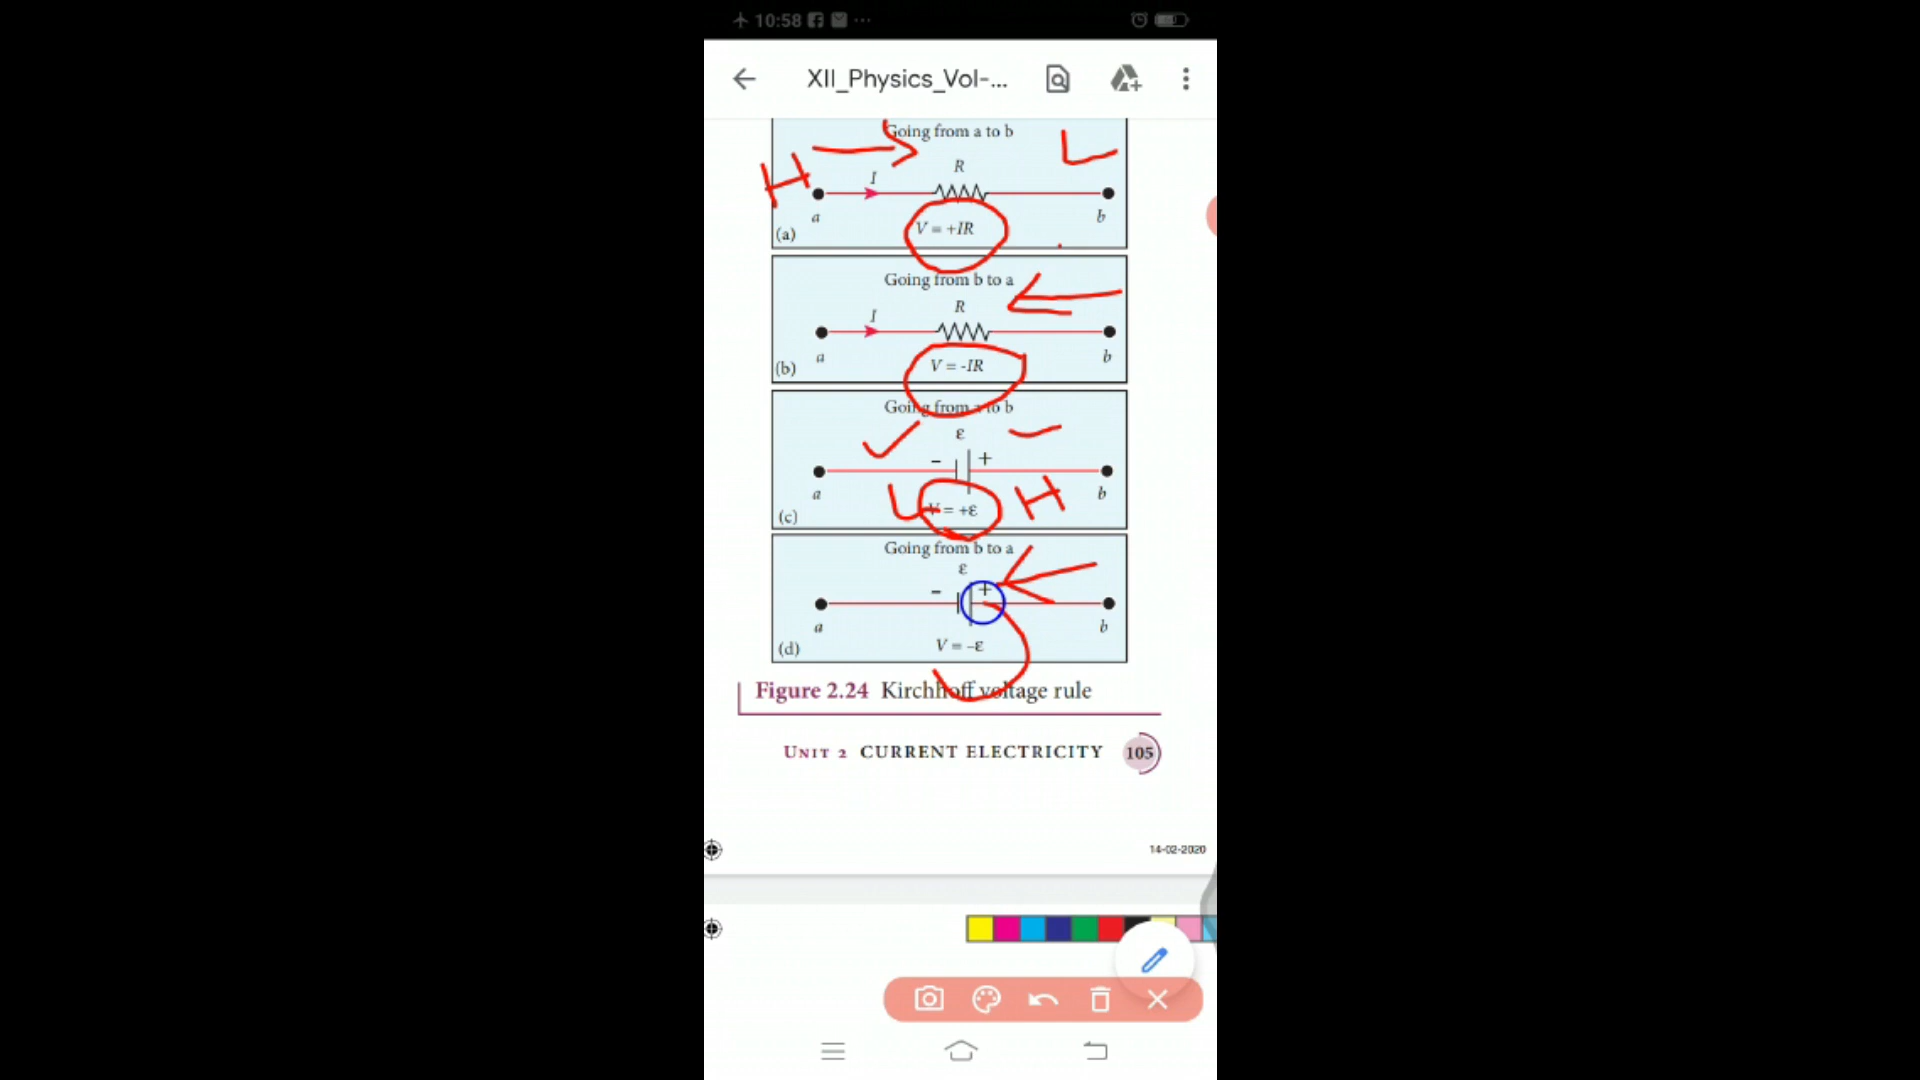 10:58
XII_Physics_Vol-...
Going from a to b
H
L
R
I
a
b
V = +IR
(a)
Going from b to a
R
I
a
b
V = -IR
(b)
Going from a to b
ε
- +
a
b
L
H
V = +ε
(c)
Going from b to a
ε
- +
a
b
V = -ε
(d)
Figure 2.24 Kirchhoff voltage rule
UNIT 2 CURRENT ELECTRICITY 105
14-02-2020